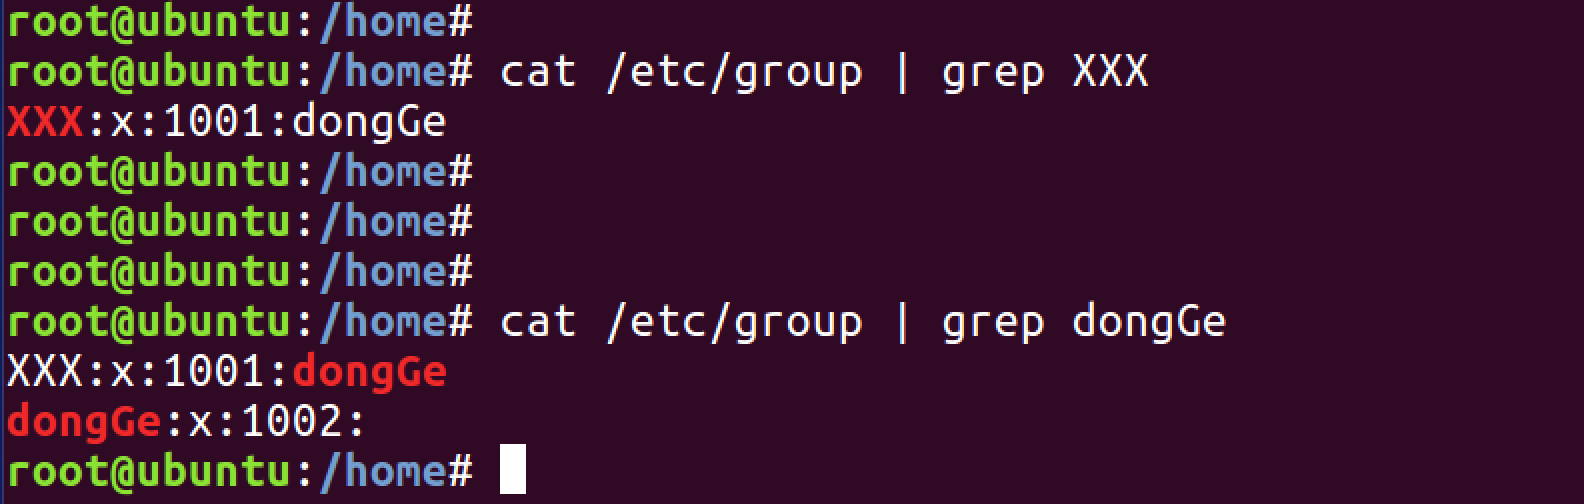 root@ubuntu:/home#
root@ubuntu:/home# cat /etc/group | grep XXX
XXX:x:1001:dongGe
root@ubuntu:/home#
root@ubuntu:/home#
root@ubuntu:/home#
root@ubuntu:/home# cat /etc/group | grep dongGe
XXX:x:1001:dongGe
dongGe:x:1002:
root@ubuntu:/home#